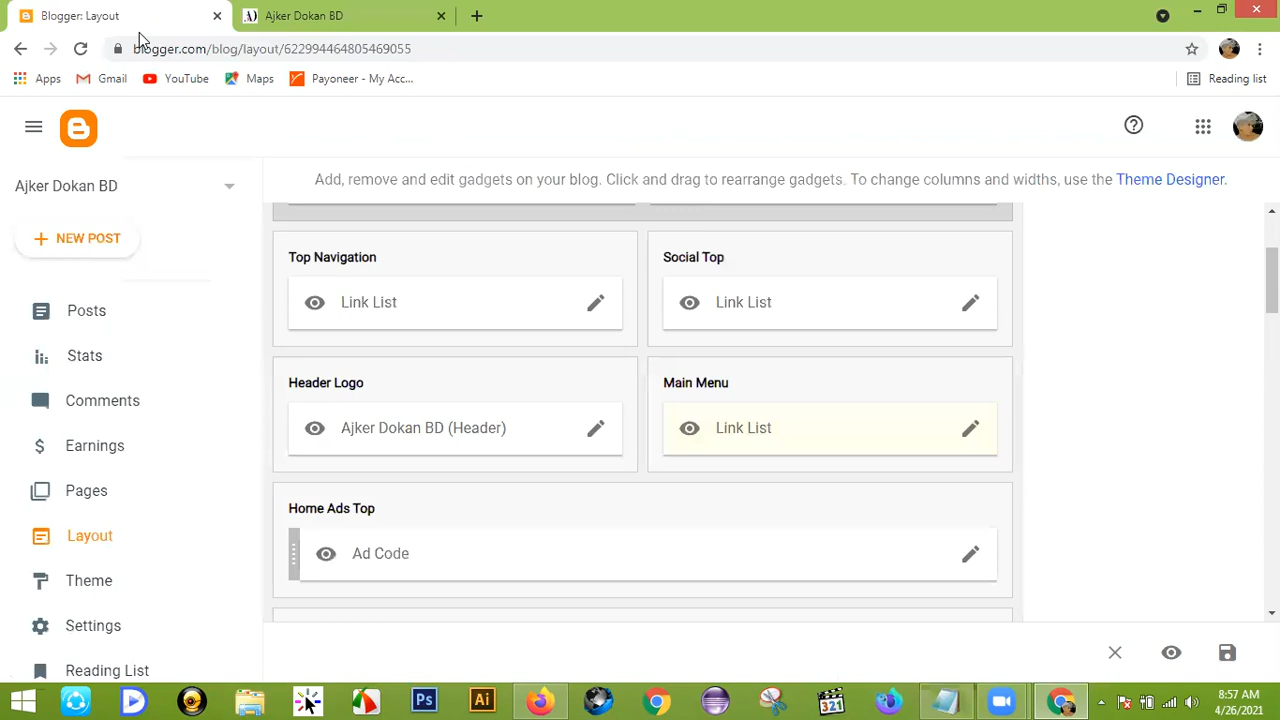 Blogger: Layout
Ajker Dokan BD
blogger.com/blog/layout/622994464805469055
Apps
Gmail
YouTube
Maps
Payoneer - My Acc...
Reading list
Ajker Dokan BD
Add, remove and edit gadgets on your blog. Click and drag to rearrange gadgets. To change columns and widths, use the Theme Designer.
NEW POST
Top Navigation
Social Top
Link List
Link List
Posts
Stats
Header Logo
Main Menu
Comments
Ajker Dokan BD (Header)
Link List
Earnings
Pages
Home Ads Top
Layout
Ad Code
Theme
Settings
Reading List
Ps
Ai
321
8:57 AM
4/26/2021